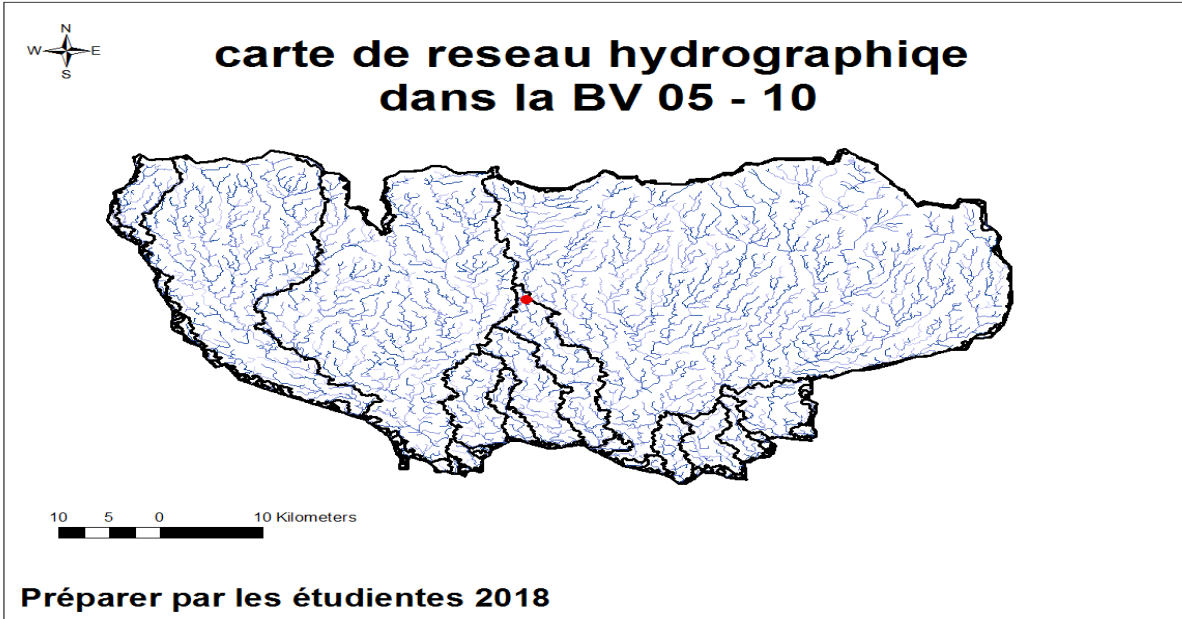 N
W E
S
carte de reseau hydrographiqe
dans la BV 05 - 10
10 5 0 10 Kilometers
Préparer par les étudientes 2018